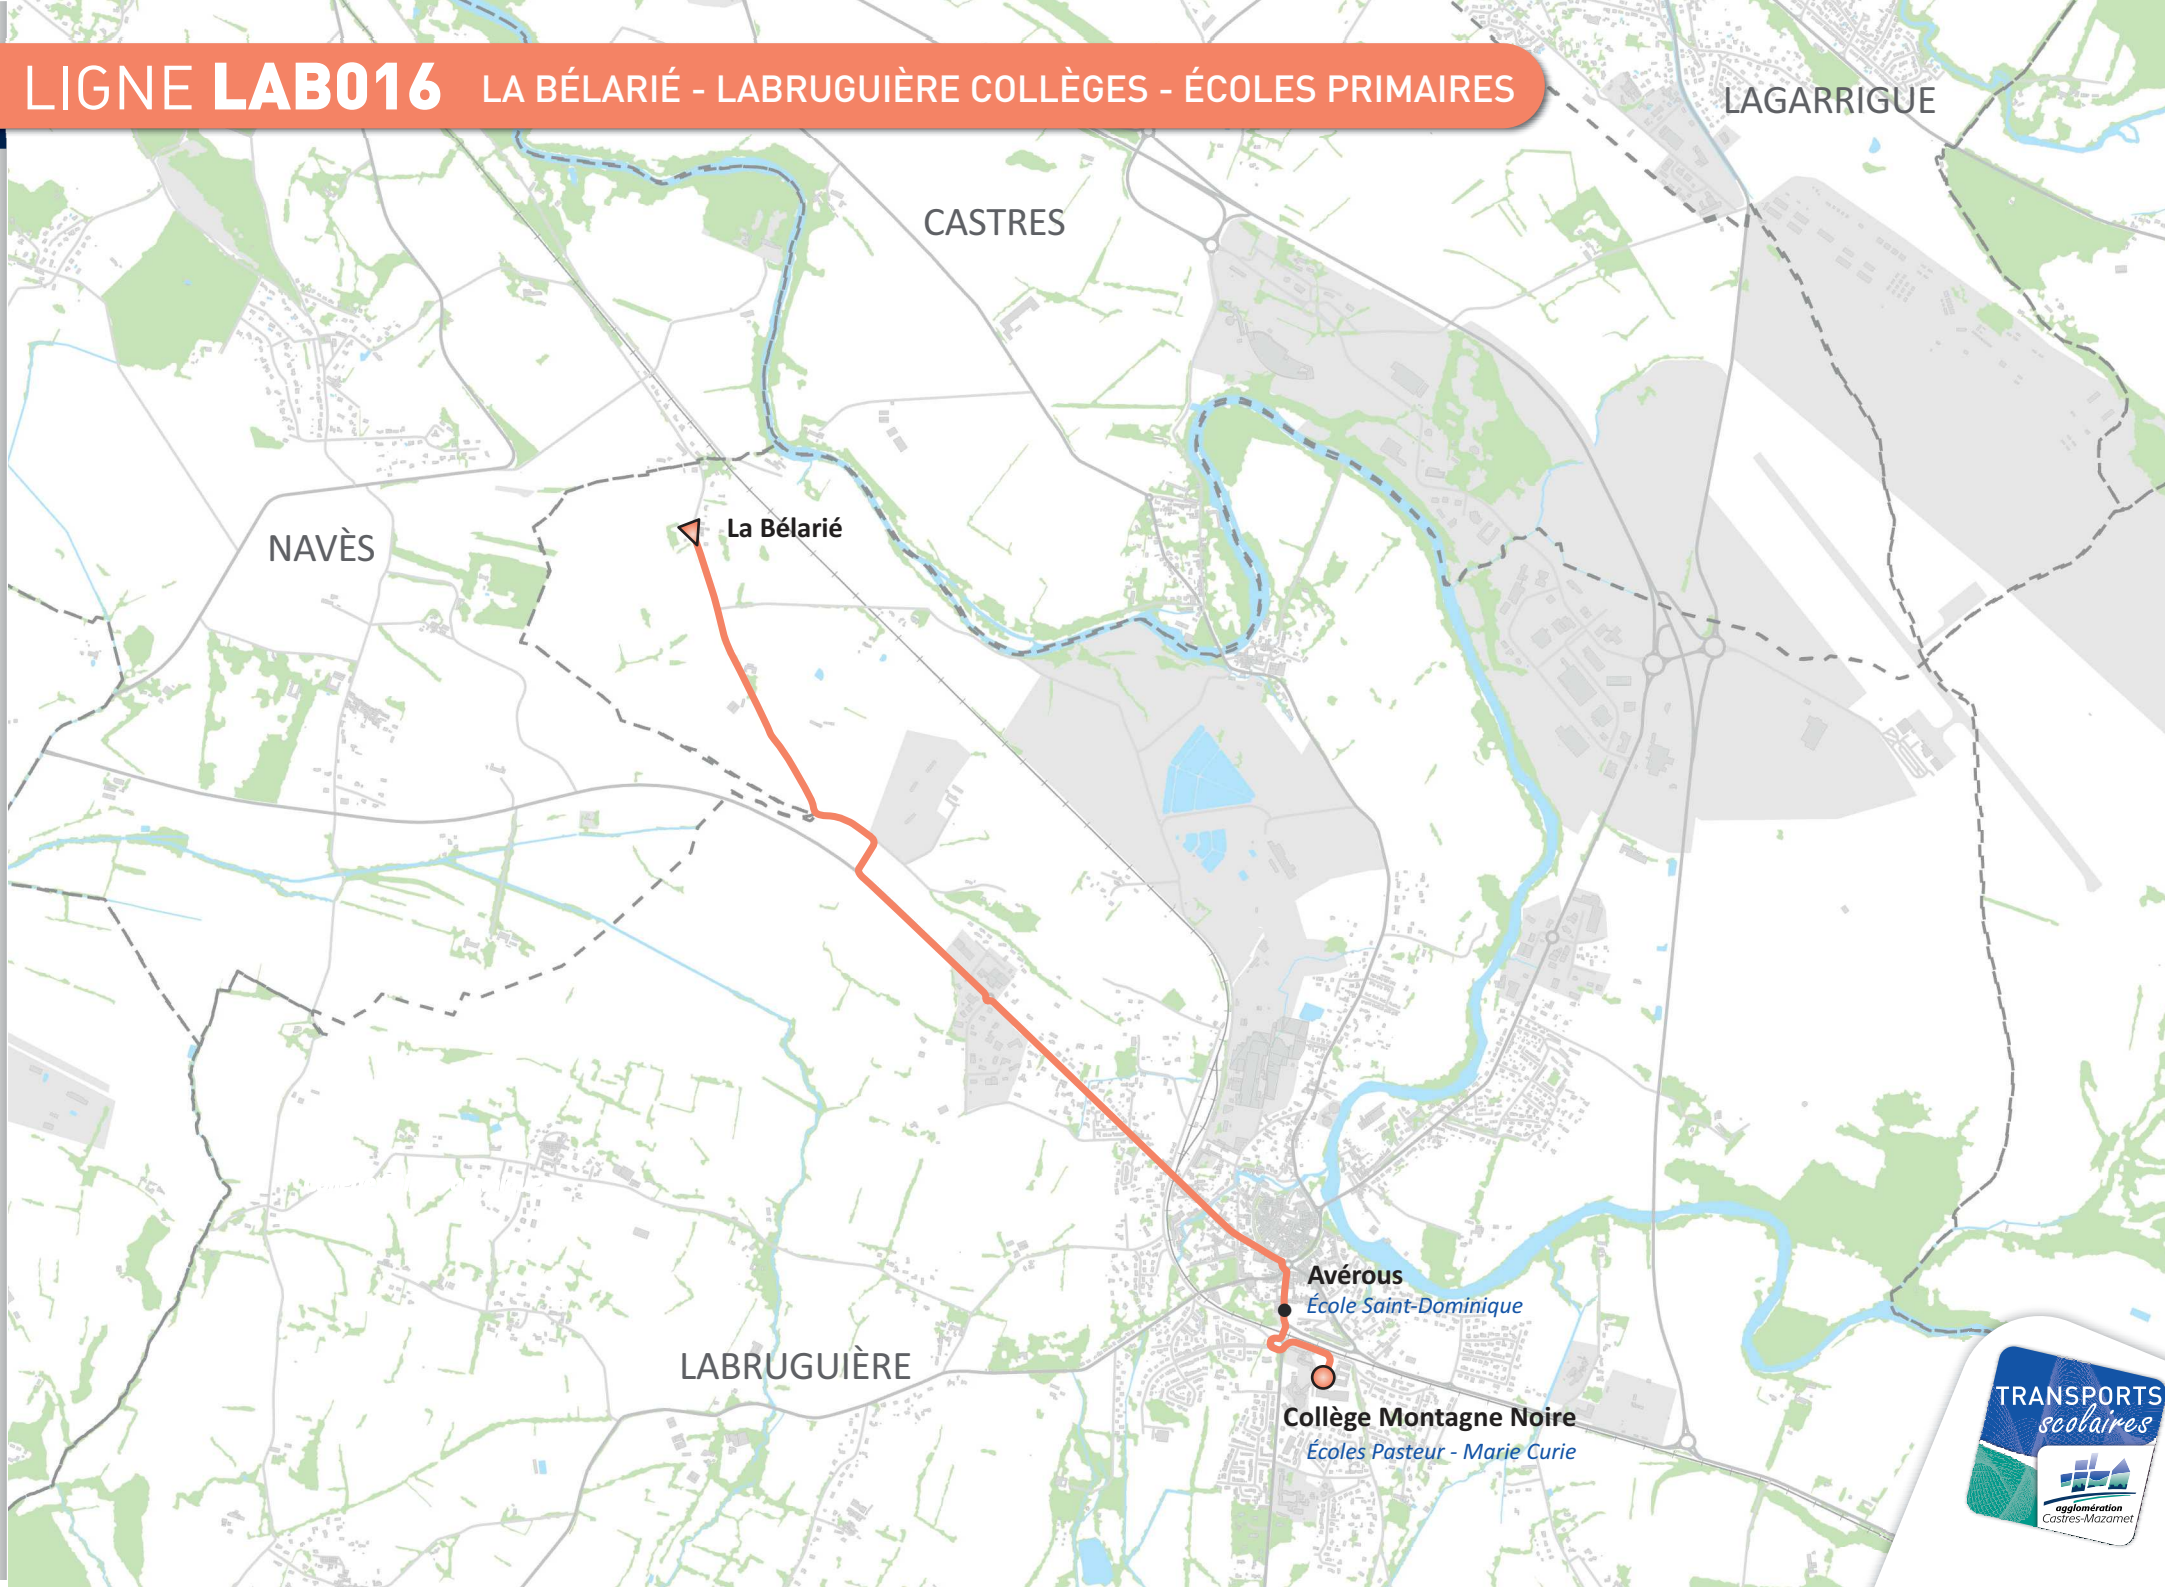 LIGNE LAB016 LA BÉLARIÉ - LABRUGUIÈRE COLLÈGES - ÉCOLES PRIMAIRES
LAGARRIGUE
CASTRES
La Bélarié
NAVÈS
Avérous
École Saint-Dominique
LABRUGUIÈRE
Collège Montagne Noire
Écoles Pasteur - Marie Curie
TRANSPORTS
scolaires
agglomération
Castres-Mazamet